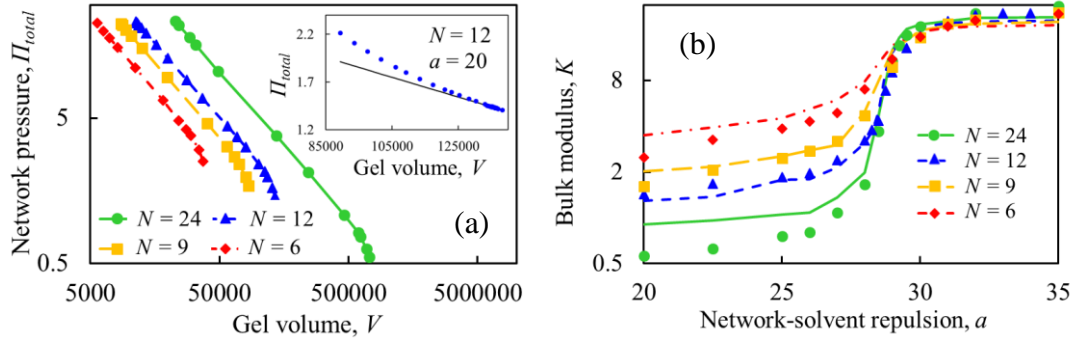 Network pressure, Π_total
5
0.5
5000
50000
500000
5000000
Gel volume, V
(a)
N = 24
N = 12
N = 9
N = 6
Π_total
2.2
1.7
1.2
85000
105000
125000
Gel volume, V
N = 12
a = 20
Bulk modulus, K
8
2
0.5
20
25
30
35
Network-solvent repulsion, a
(b)
N = 24
N = 12
N = 9
N = 6